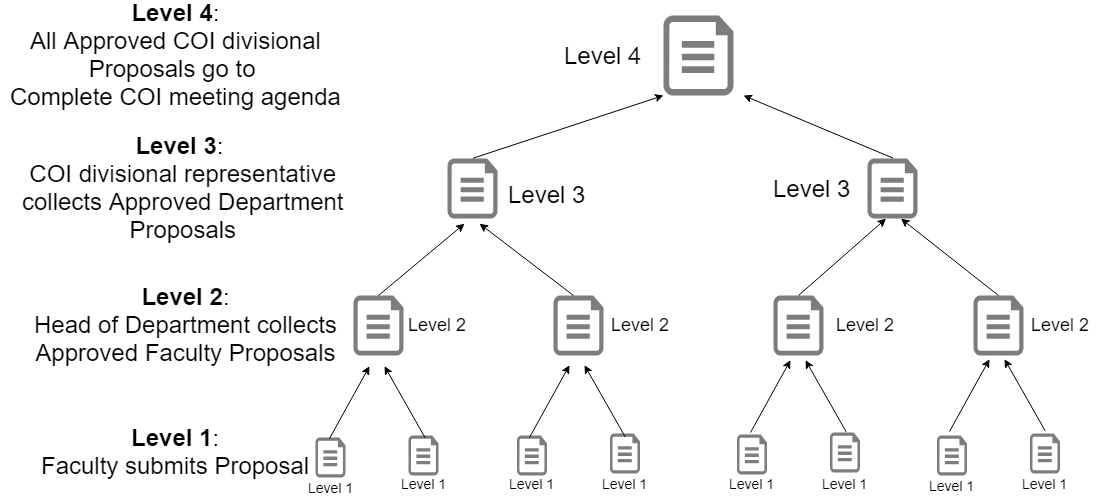 Level 4:
All Approved COI divisional
Proposals go to
Complete COI meeting agenda
Level 4
Level 3:
COI divisional representative
collects Approved Department
Proposals
Level 3
Level 3
Level 2:
Head of Department collects
Approved Faculty Proposals
Level 2
Level 2
Level 2
Level 2
Level 1:
Faculty submits Proposal
Level 1
Level 1
Level 1
Level 1
Level 1
Level 1
Level 1
Level 1